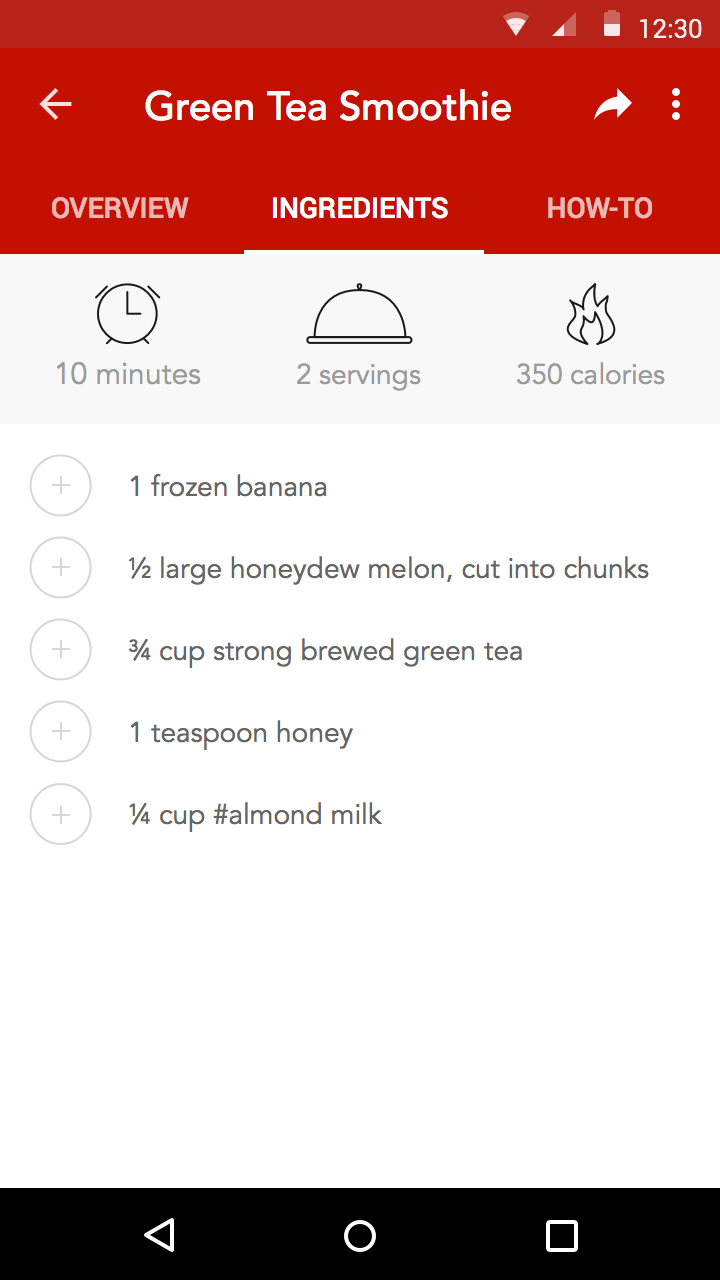 12:30
Green Tea Smoothie
OVERVIEW INGREDIENTS HOW-TO
10 minutes 2 servings 350 calories
1 frozen banana
½ large honeydew melon, cut into chunks
¾ cup strong brewed green tea
1 teaspoon honey
¼ cup #almond milk